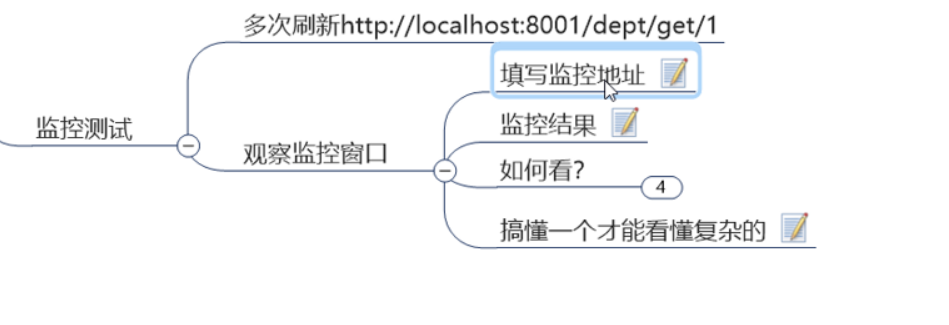 多次刷新http://localhost:8001/dept/get/1
填写监控地址
监控测试
监控结果
观察监控窗口
如何看?
4
搞懂一个才能看懂复杂的